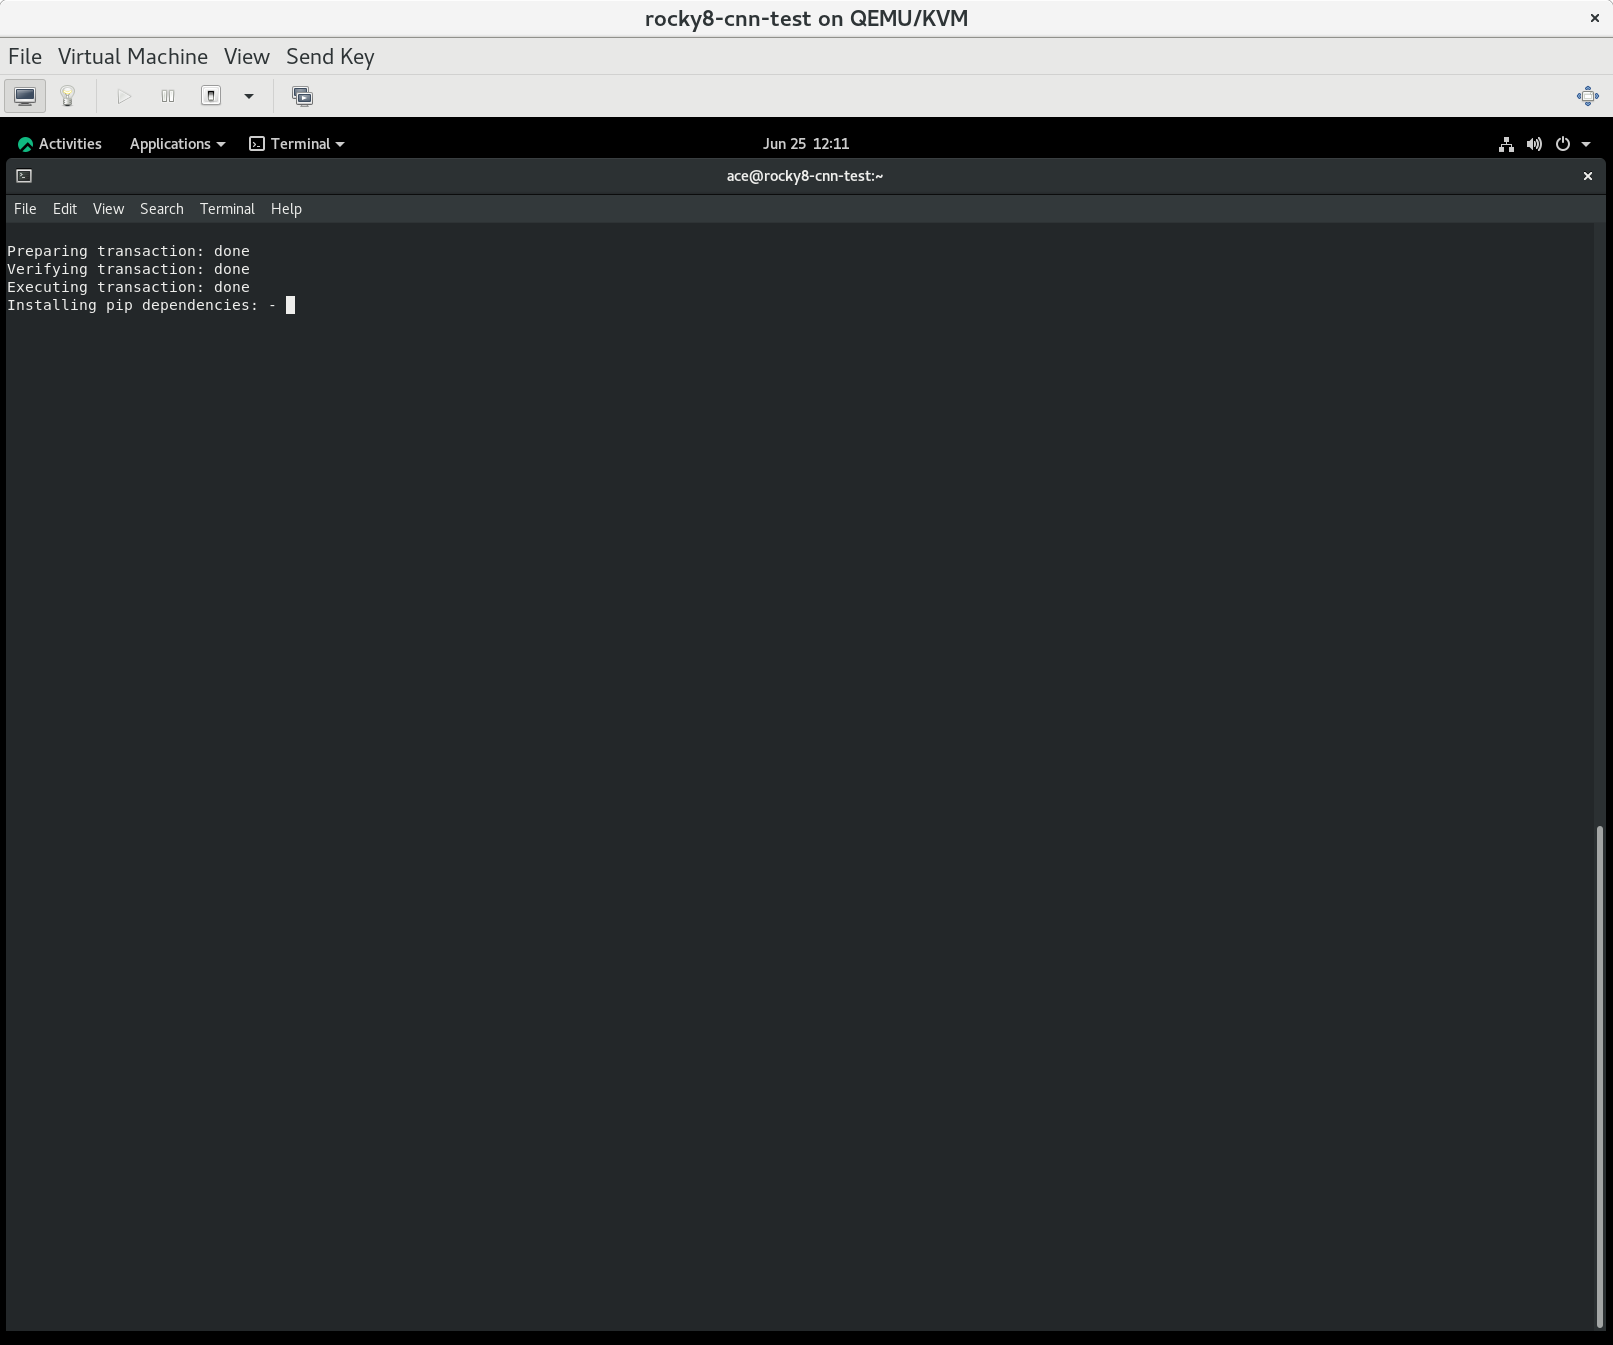 rocky8-cnn-test on QEMU/KVM
File Virtual Machine View Send Key
Activities Applications Terminal Jun 25 12:11
ace@rocky8-cnn-test:~
File Edit View Search Terminal Help
Preparing transaction: done
Verifying transaction: done
Executing transaction: done
Installing pip dependencies: -